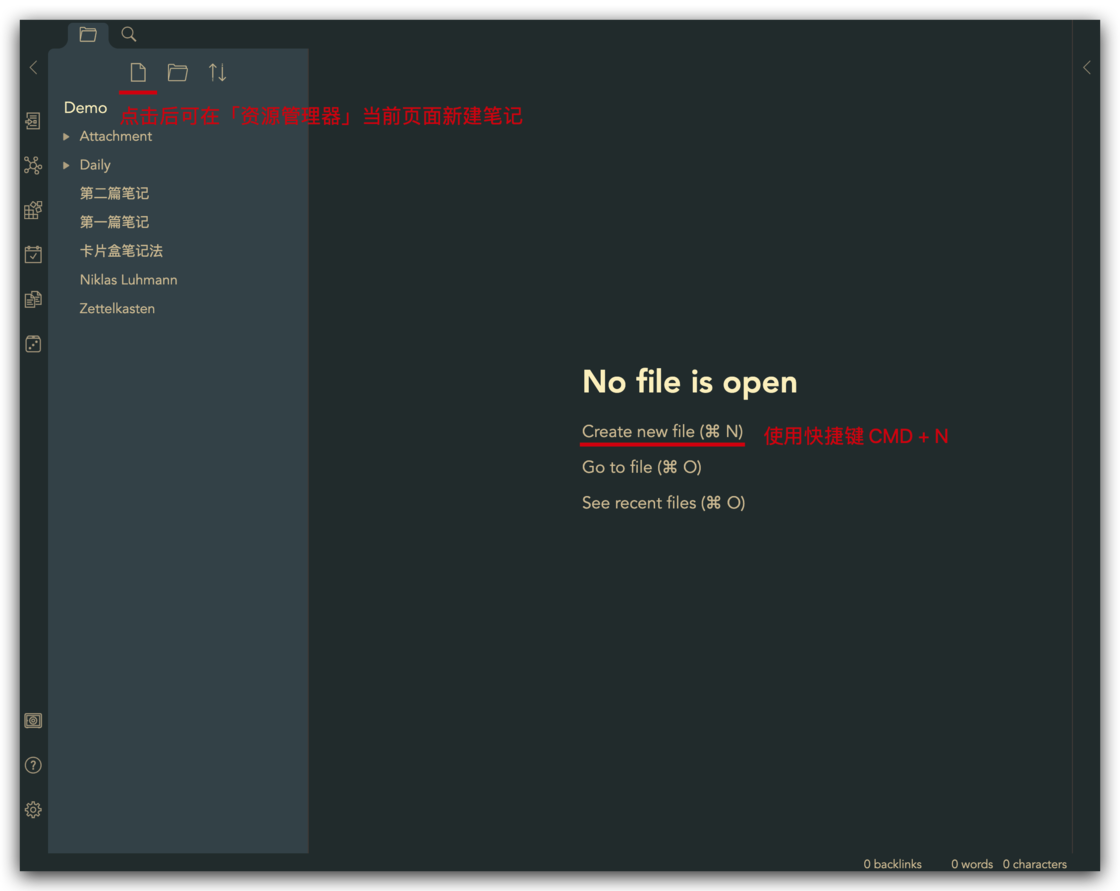 Demo
点击后可在「资源管理器」当前页面新建笔记
Attachment
Daily
第二篇笔记
第一篇笔记
卡片盒笔记法
Niklas Luhmann
Zettelkasten
No file is open
Create new file (⌘ N)
使用快捷键 CMD + N
Go to file (⌘ O)
See recent files (⌘ O)
0 backlinks 0 words 0 characters